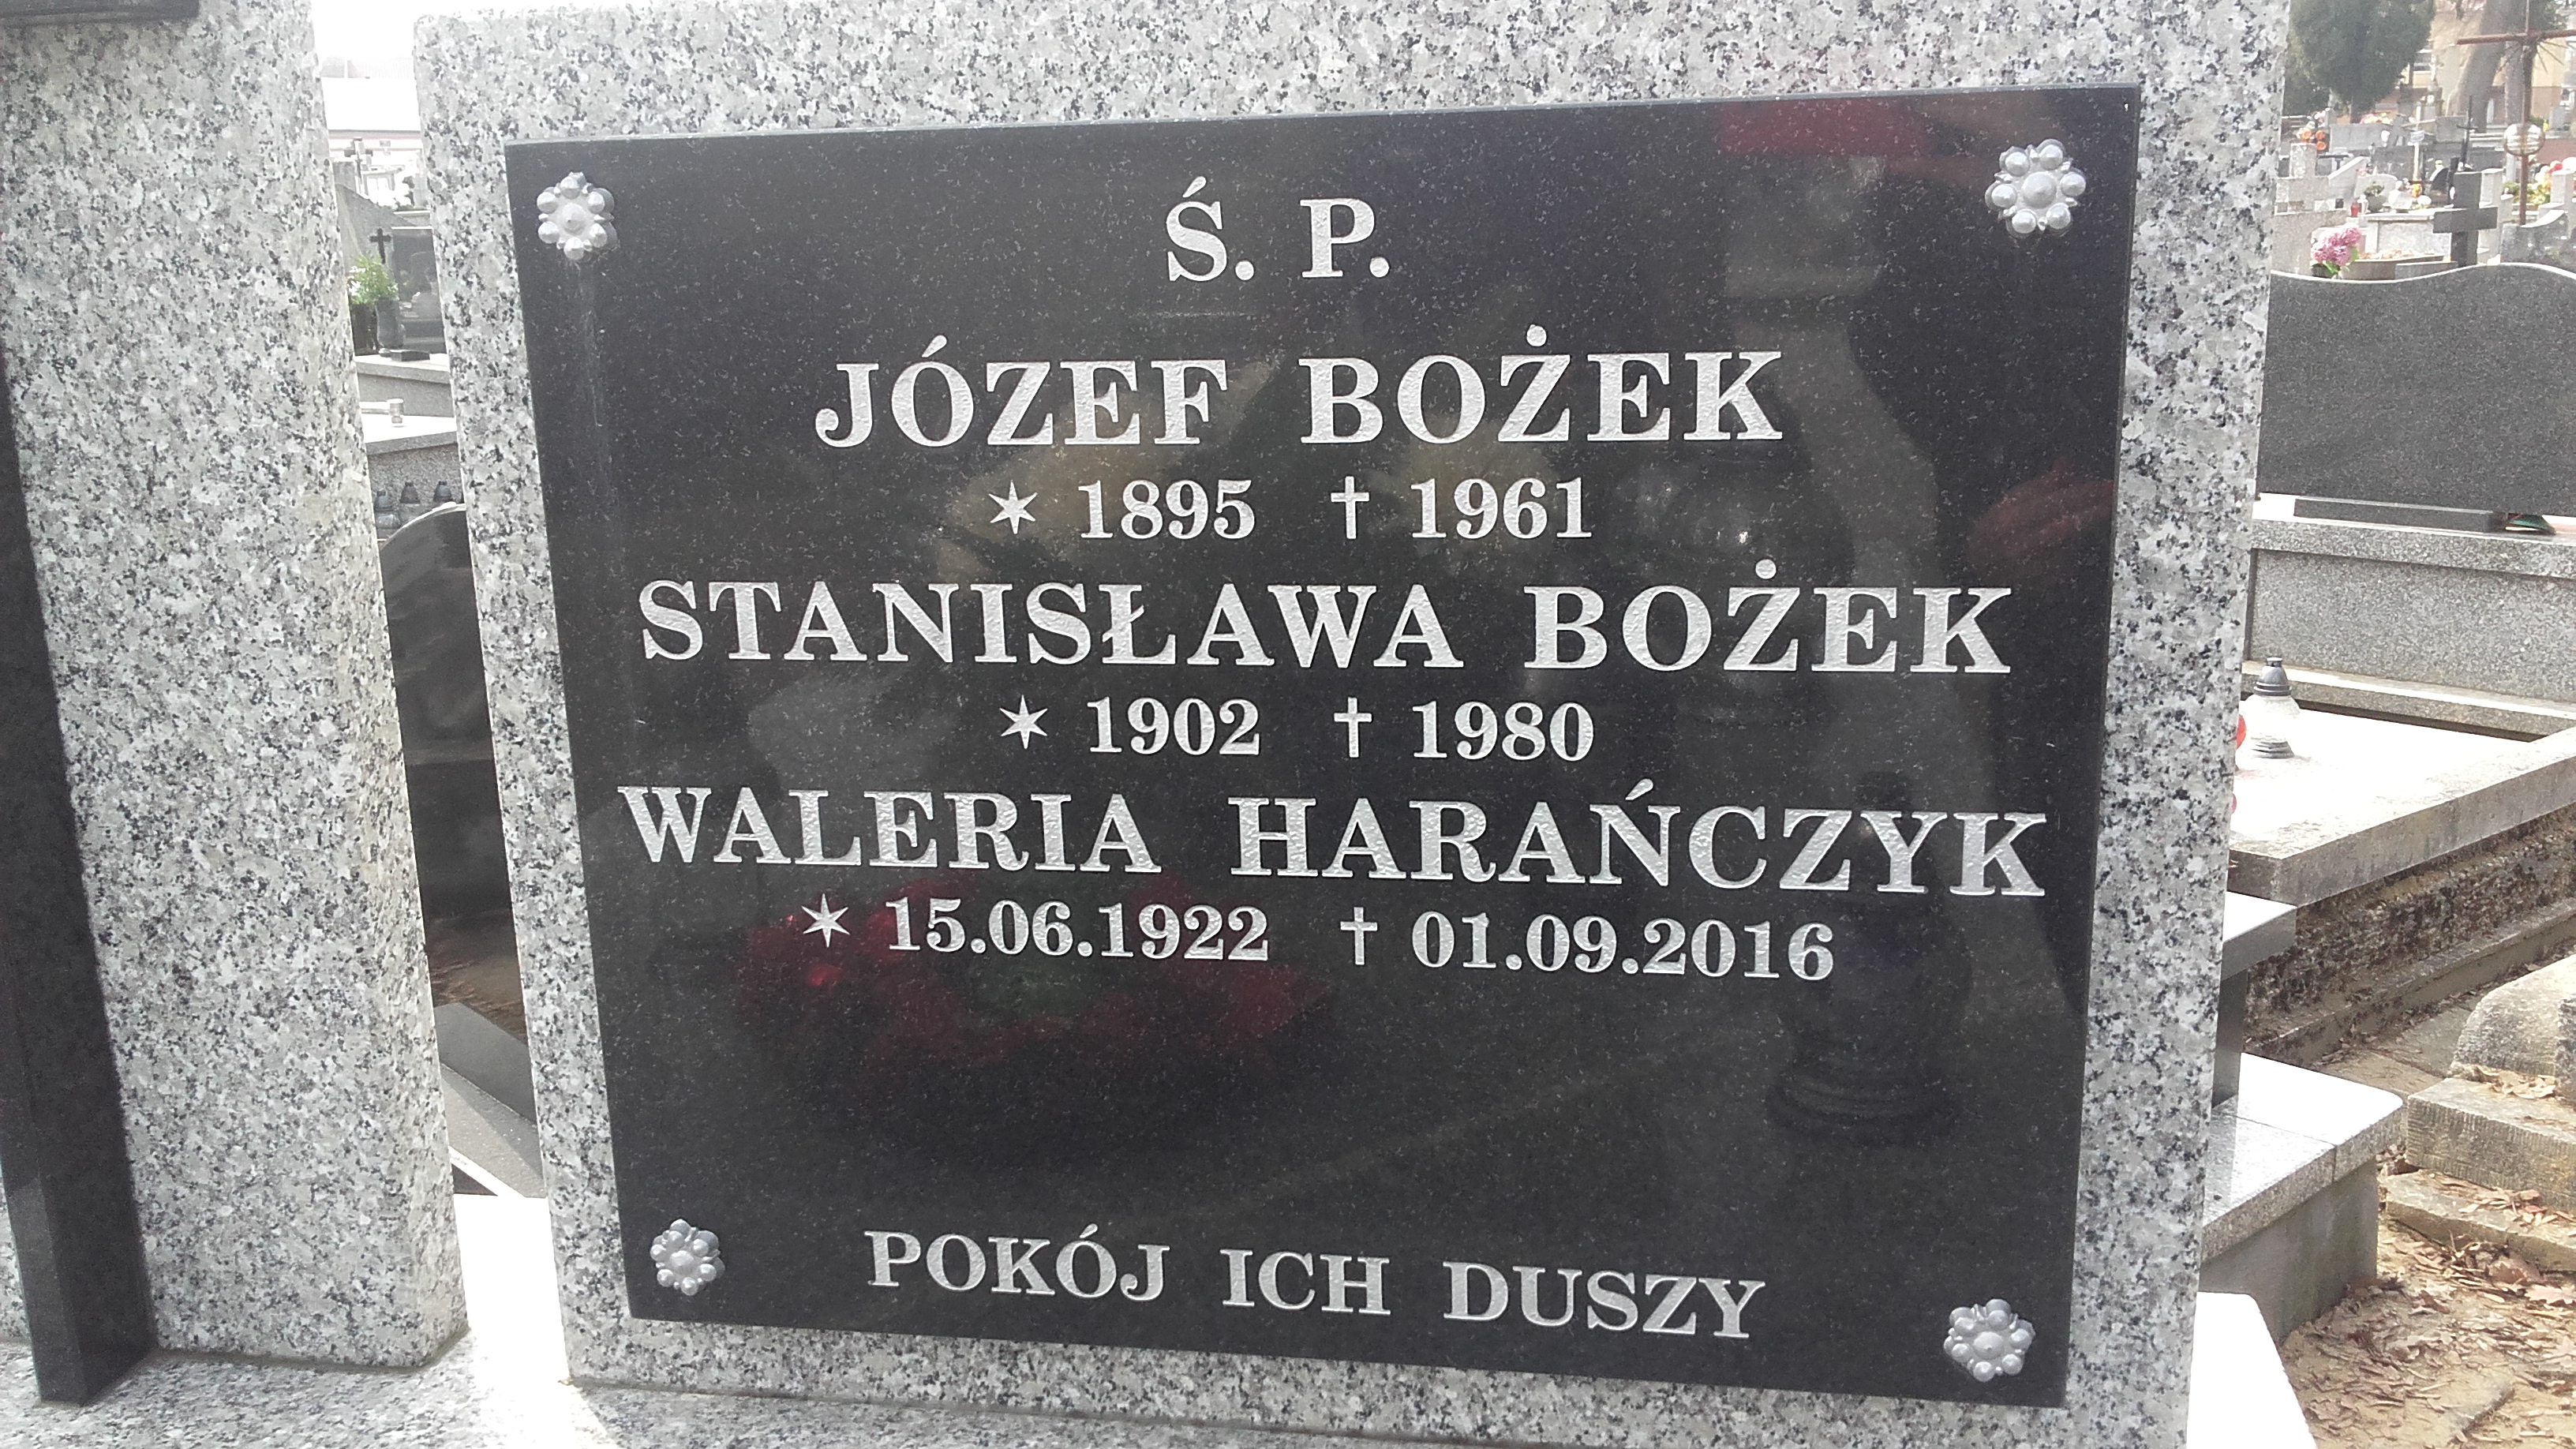 Ś. P.
JÓZEF BOŻEK
✶ 1895 † 1961
STANISŁAWA BOŻEK
✶ 1902 † 1980
WALERIA HARAŃCZYK
✶ 15.06.1922 † 01.09.2016
POKÓJ ICH DUSZY